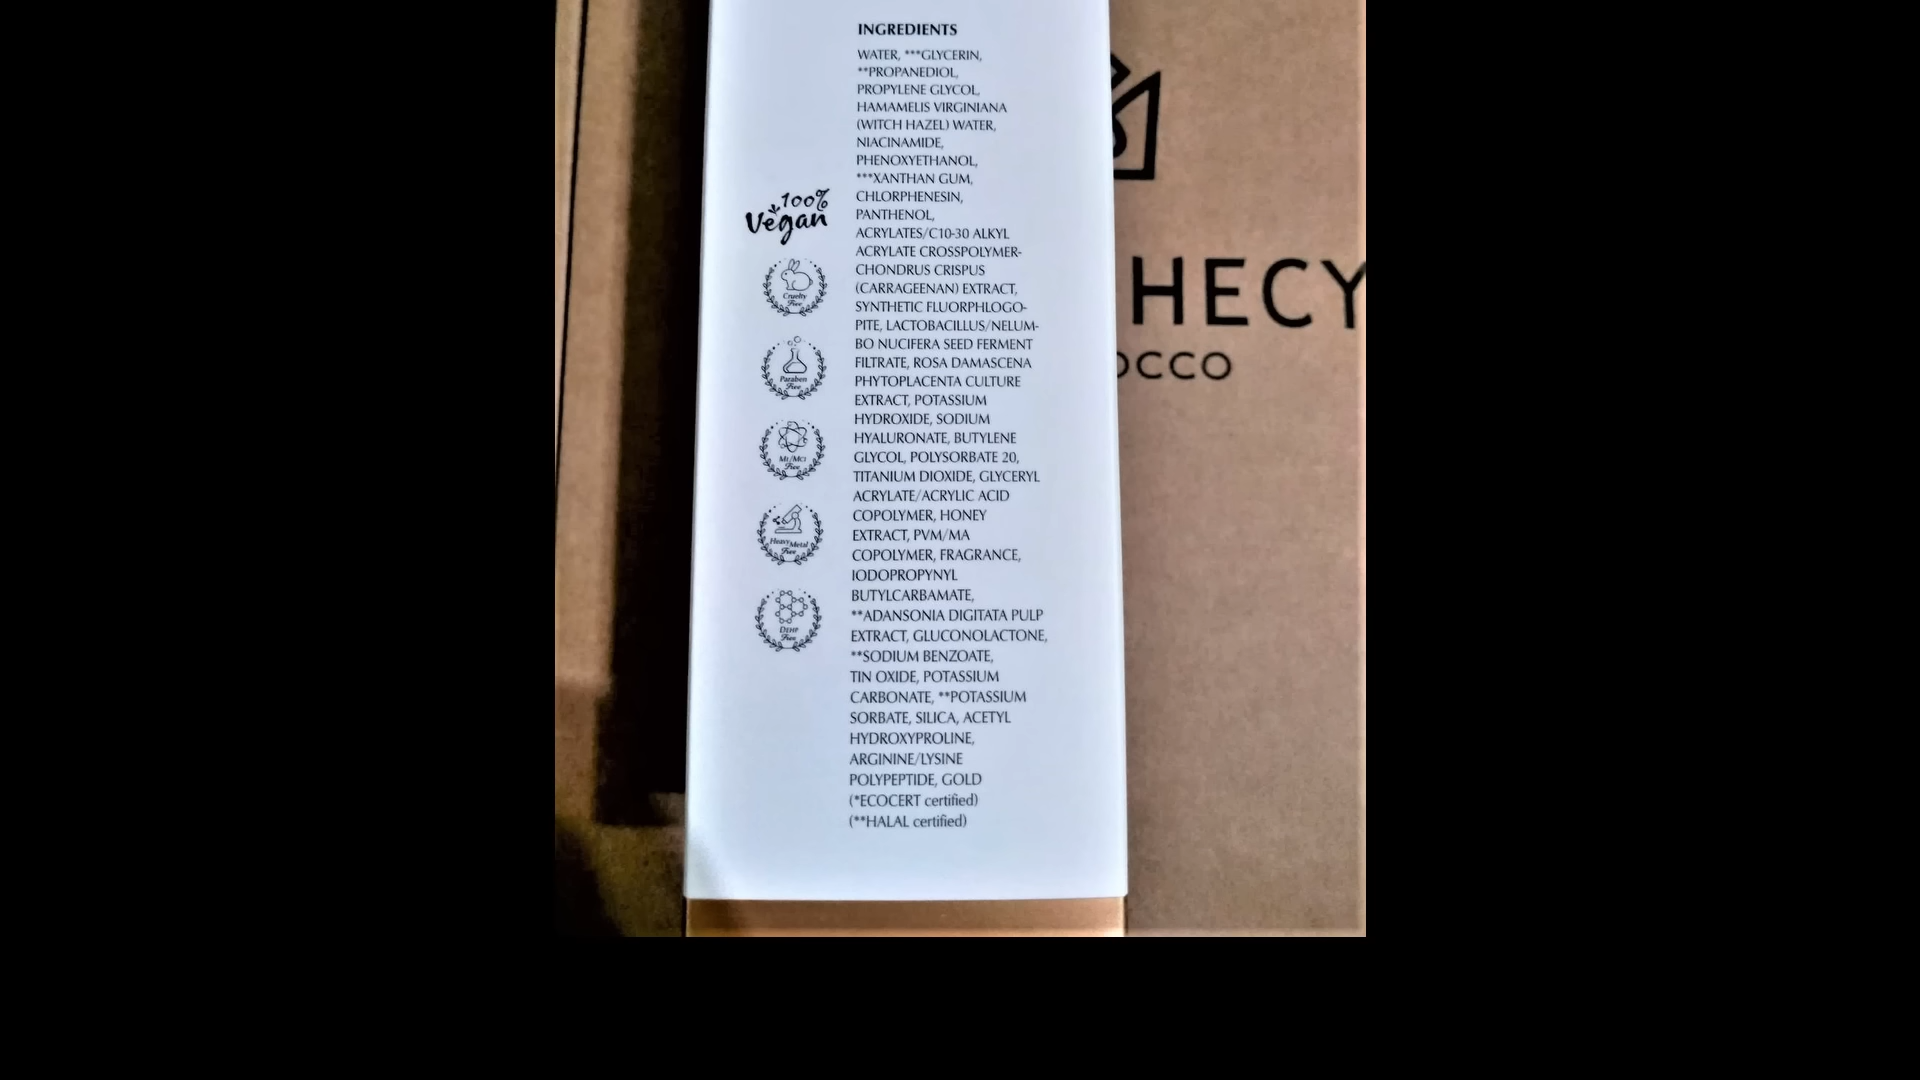 INGREDIENTS
WATER, ***GLYCERIN,
**PROPANEDIOL,
PROPYLENE GLYCOL,
HAMAMELIS VIRGINIANA
(WITCH HAZEL) WATER,
NIACINAMIDE,
PHENOXYETHANOL,
***XANTHAN GUM,
CHLORPHENESIN,
PANTHENOL,
ACRYLATES/C10-30 ALKYL
ACRYLATE CROSSPOLYMER-
CHONDRUS CRISPUS
(CARRAGEENAN) EXTRACT,
SYNTHETIC FLUORPHLOGO-
PITE, LACTOBACILLUS/NELUM-
BO NUCIFERA SEED FERMENT
FILTRATE, ROSA DAMASCENA
PHYTOPLACENTA CULTURE
EXTRACT, POTASSIUM
HYDROXIDE, SODIUM
HYALURONATE, BUTYLENE
GLYCOL, POLYSORBATE 20,
TITANIUM DIOXIDE, GLYCERYL
ACRYLATE/ACRYLIC ACID
COPOLYMER, HONEY
EXTRACT, PVM/MA
COPOLYMER, FRAGRANCE,
IODOPROPYNYL
BUTYLCARBAMATE,
**ADANSONIA DIGITATA PULP
EXTRACT, GLUCONOLACTONE,
**SODIUM BENZOATE,
TIN OXIDE, POTASSIUM
CARBONATE, **POTASSIUM
SORBATE, SILICA, ACETYL
HYDROXYPROLINE,
ARGININE/LYSINE
POLYPEPTIDE, GOLD
(*ECOCERT certified)
(**HALAL certified)
100%
Vegan
Cruelty
Free
Paraben
Free
MI/MCI
Free
Heavy Metal
Free
DEHP
Free
HECY
OCCO